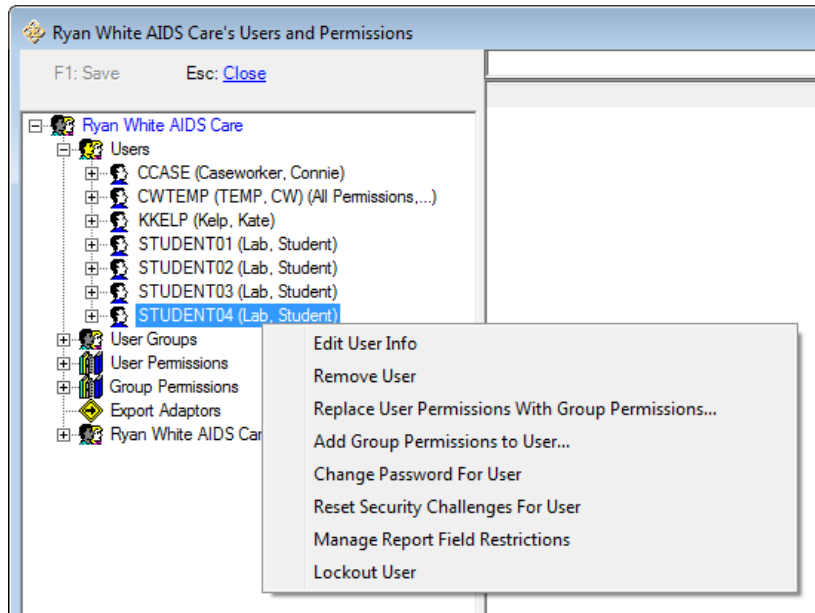 Ryan White AIDS Care's Users and Permissions
F1: Save Esc: Close
Ryan White AIDS Care
Users
CCASE (Caseworker, Connie)
CWTEMP (TEMP, CW) (All Permissions,...)
KKELP (Kelp, Kate)
STUDENT01 (Lab, Student)
STUDENT02 (Lab, Student)
STUDENT03 (Lab, Student)
STUDENT04 (Lab, Student)
User Groups
User Permissions
Group Permissions
Export Adaptors
Ryan White AIDS Car
Edit User Info
Remove User
Replace User Permissions With Group Permissions...
Add Group Permissions to User...
Change Password For User
Reset Security Challenges For User
Manage Report Field Restrictions
Lockout User